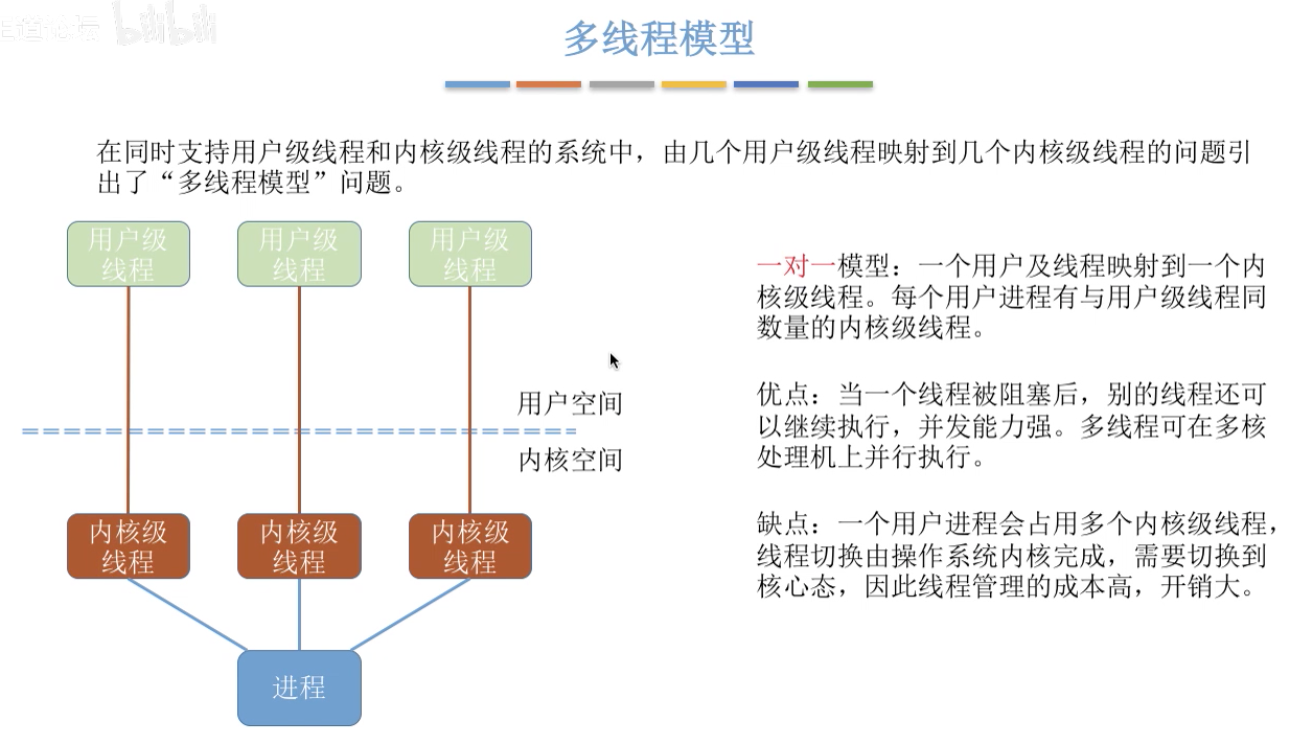 bilibili
多线程模型
在同时支持用户级线程和内核级线程的系统中，由几个用户级线程映射到几个内核级线程的问题引
出了“多线程模型”问题。
用户级
线程
用户级
线程
用户级
线程
用户空间
内核空间
内核级
线程
内核级
线程
内核级
线程
进程
一对一模型：一个用户及线程映射到一个内
核级线程。每个用户进程有与用户级线程同
数量的内核级线程。
优点：当一个线程被阻塞后，别的线程还可
以继续执行，并发能力强。多线程可在多核
处理机上并行执行。
缺点：一个用户进程会占用多个内核级线程，
线程切换由操作系统内核完成，需要切换到
核心态，因此线程管理的成本高，开销大。